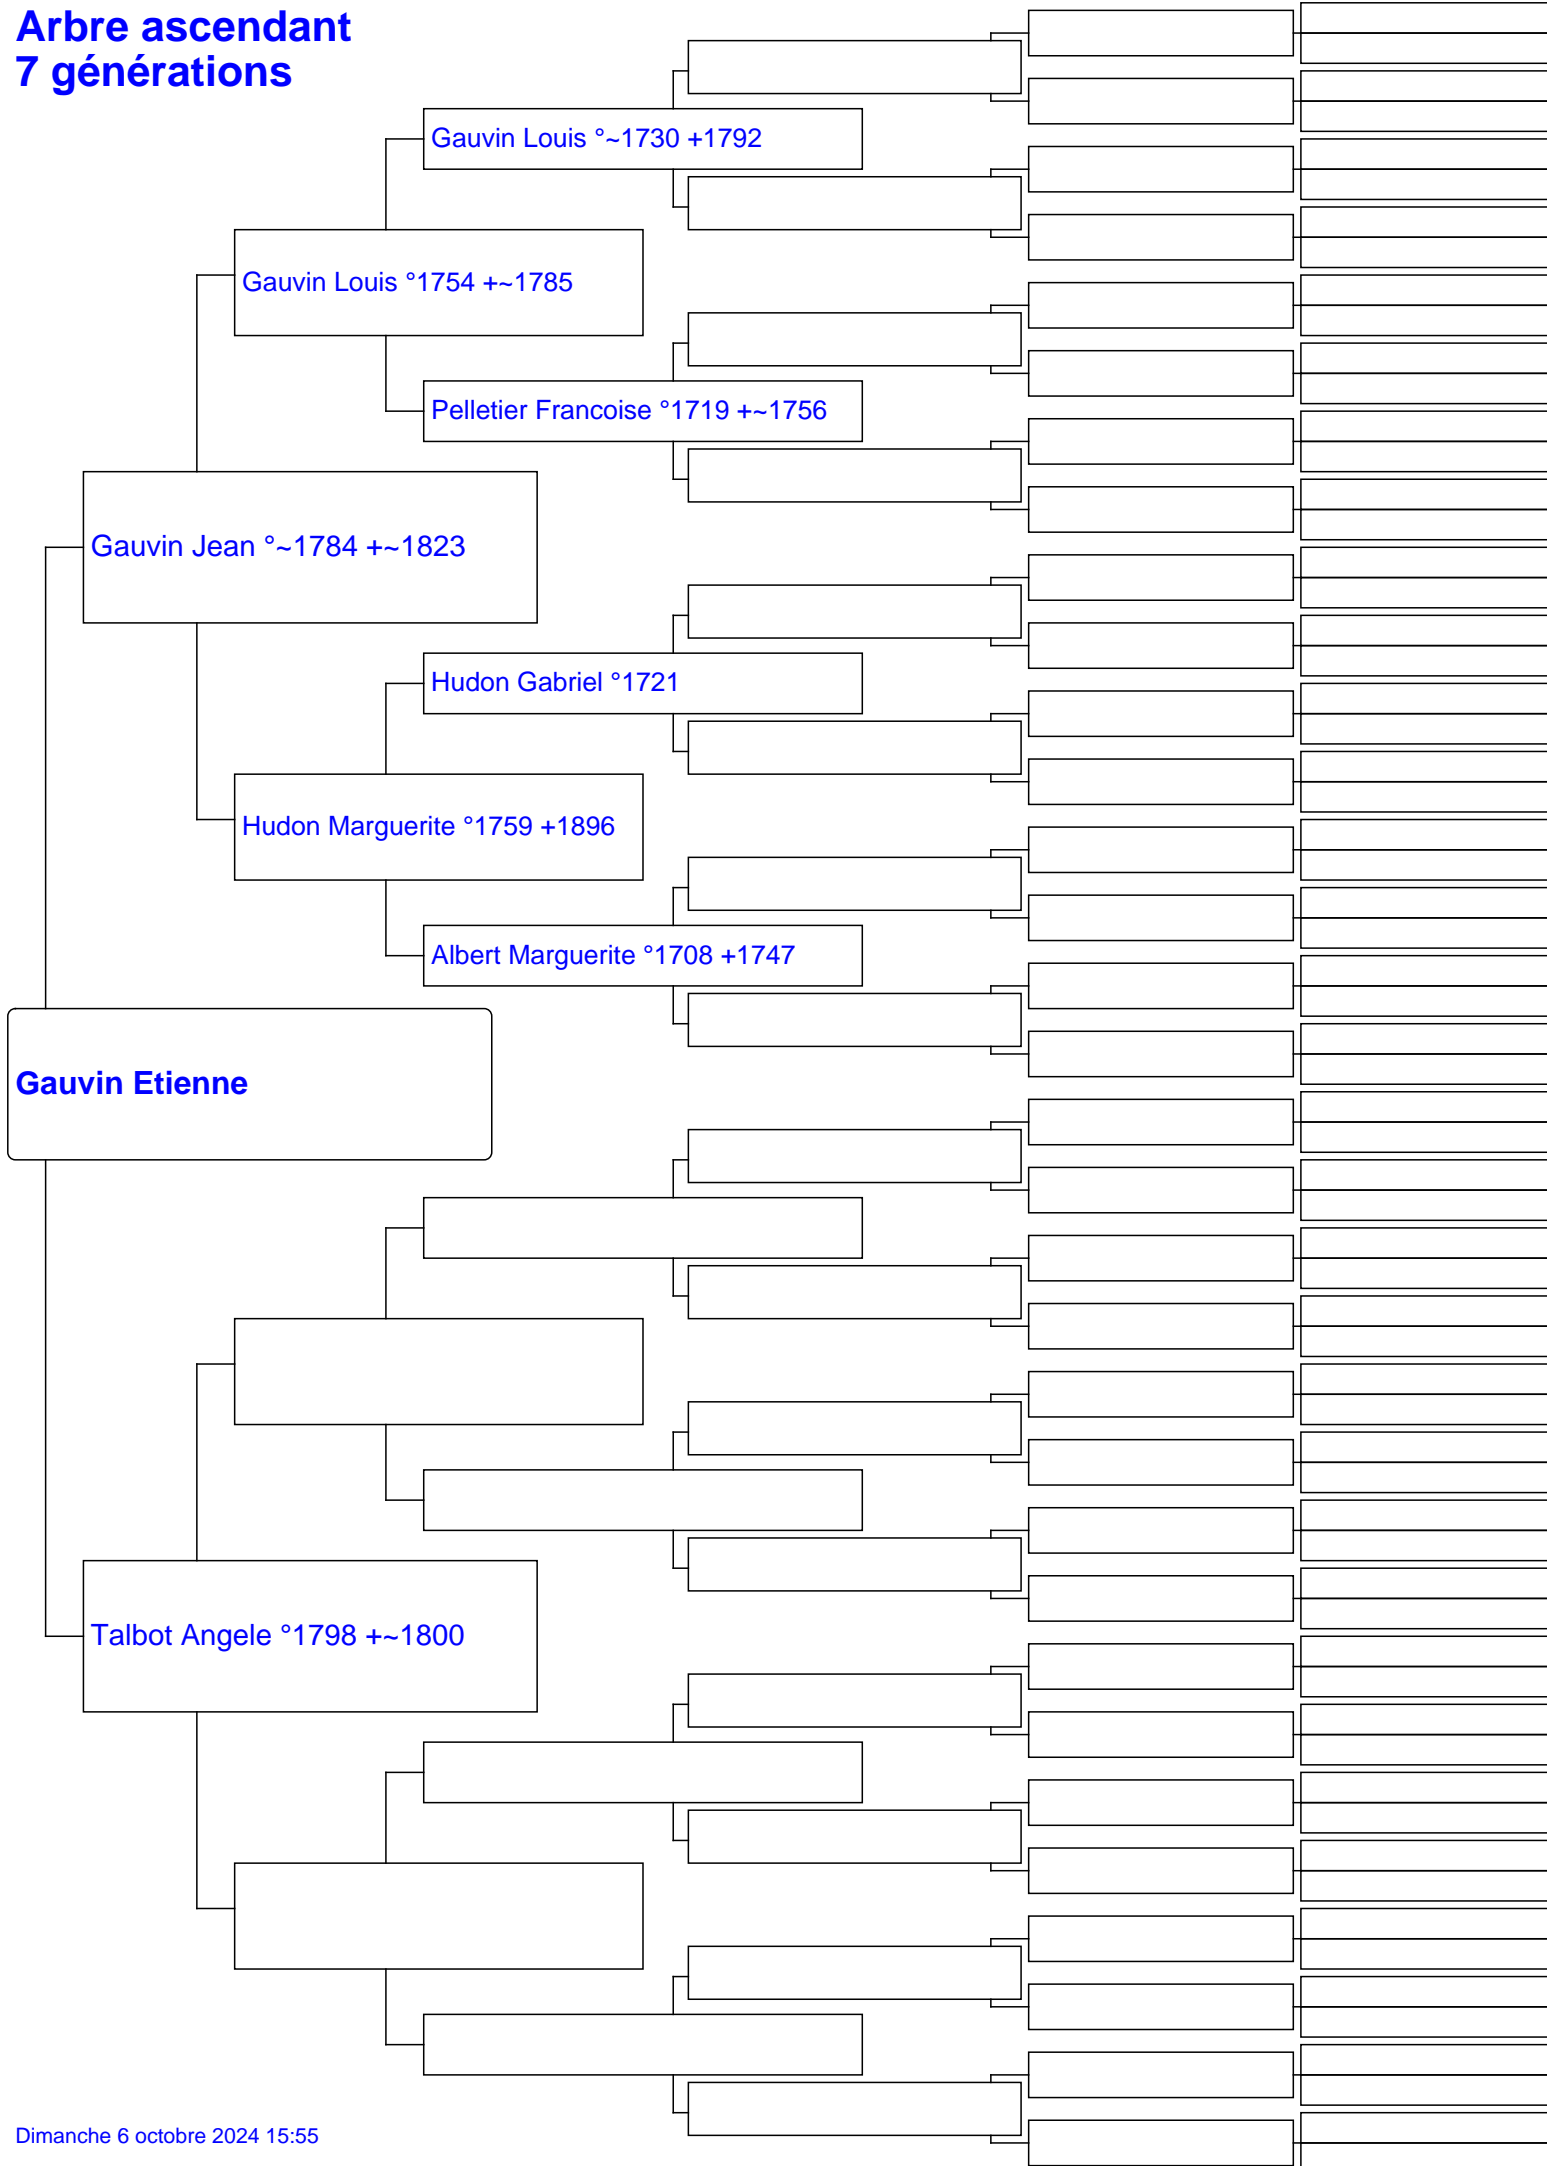 Arbre ascendant
7 générations
Gauvin Louis °~1730 +1792
Gauvin Louis °1754 +~1785
Pelletier Francoise °1719 +~1756
Gauvin Jean °~1784 +~1823
Hudon Gabriel °1721
Hudon Marguerite °1759 +1896
Albert Marguerite °1708 +1747
Gauvin Etienne
Talbot Angele °1798 +~1800
Dimanche 6 octobre 2024 15:55